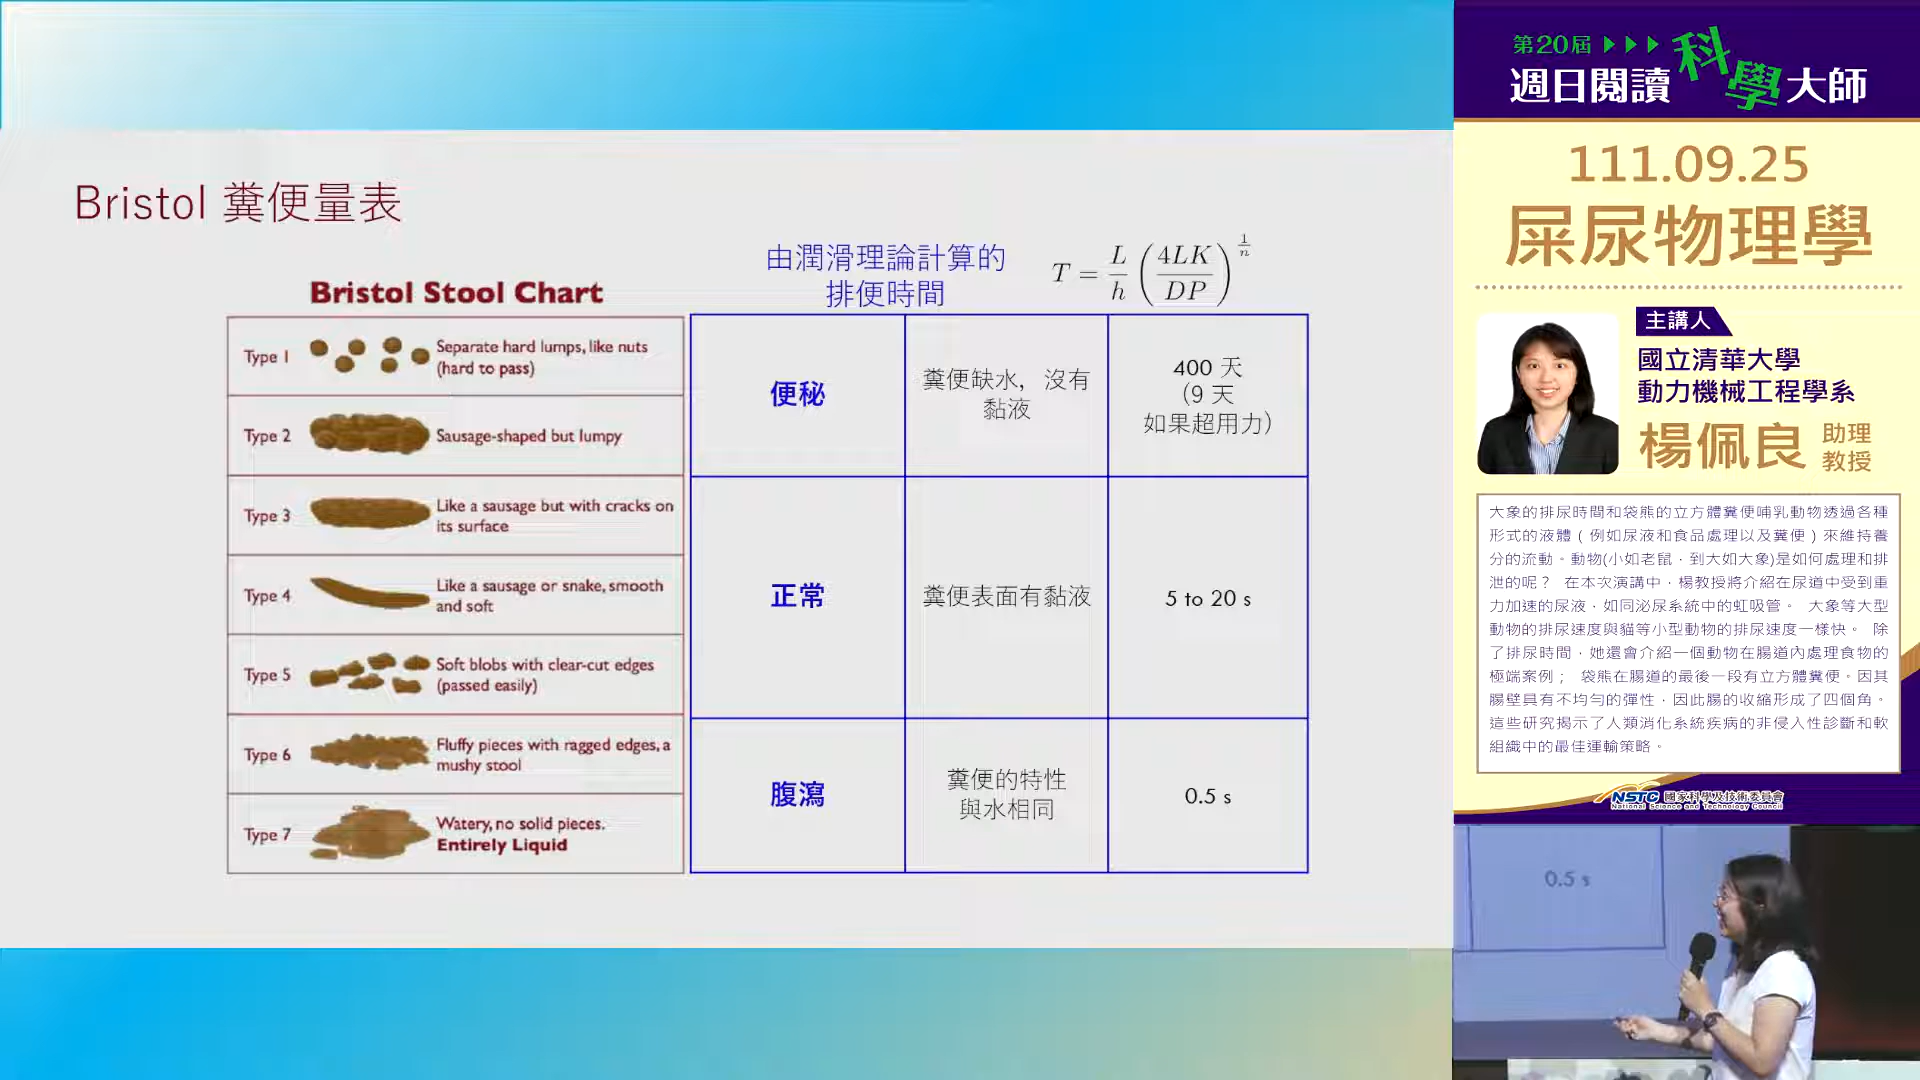 Bristol 糞便量表
由潤滑理論計算的
排便時間
T = L/h (4LK/DP)^(1/n)
Bristol Stool Chart
Type 1
Separate hard lumps, like nuts
(hard to pass)
Type 2
Sausage-shaped but lumpy
Type 3
Like a sausage but with cracks on
its surface
Type 4
Like a sausage or snake, smooth
and soft
Type 5
Soft blobs with clear-cut edges
(passed easily)
Type 6
Fluffy pieces with ragged edges, a
mushy stool
Type 7
Watery, no solid pieces.
Entirely Liquid
便秘
糞便缺水，沒有
黏液
400 天
（9 天
如果超用力）
正常
糞便表面有黏液
5 to 20 s
腹瀉
糞便的特性
與水相同
0.5 s
第20屆
週日閱讀科學大師
111.09.25
屎尿物理學
主講人
國立清華大學
動力機械工程學系
楊佩良 助理
教授
大象的排尿時間和袋熊的立方體糞便哺乳動物透過各種
形式的液體（例如尿液和食品處理以及糞便）來維持養
分的流動。動物(小如老鼠，到大如大象)是如何處理和排
泄的呢？ 在本次演講中，楊教授將介紹在尿道中受到重
力加速的尿液，如同泌尿系統中的虹吸管。 大象等大型
動物的排尿速度與貓等小型動物的排尿速度一樣快。 除
了排尿時間，她還會介紹一個動物在腸道內處理食物的
極端案例； 袋熊在腸道的最後一段有立方體糞便。因其
腸壁具有不均勻的彈性，因此腸的收縮形成了四個角。
這些研究揭示了人類消化系統疾病的非侵入性診斷和軟
組織中的最佳運輸策略。
NSTC 國家科學及技術委員會
National Science and Technology Council
0.5 s